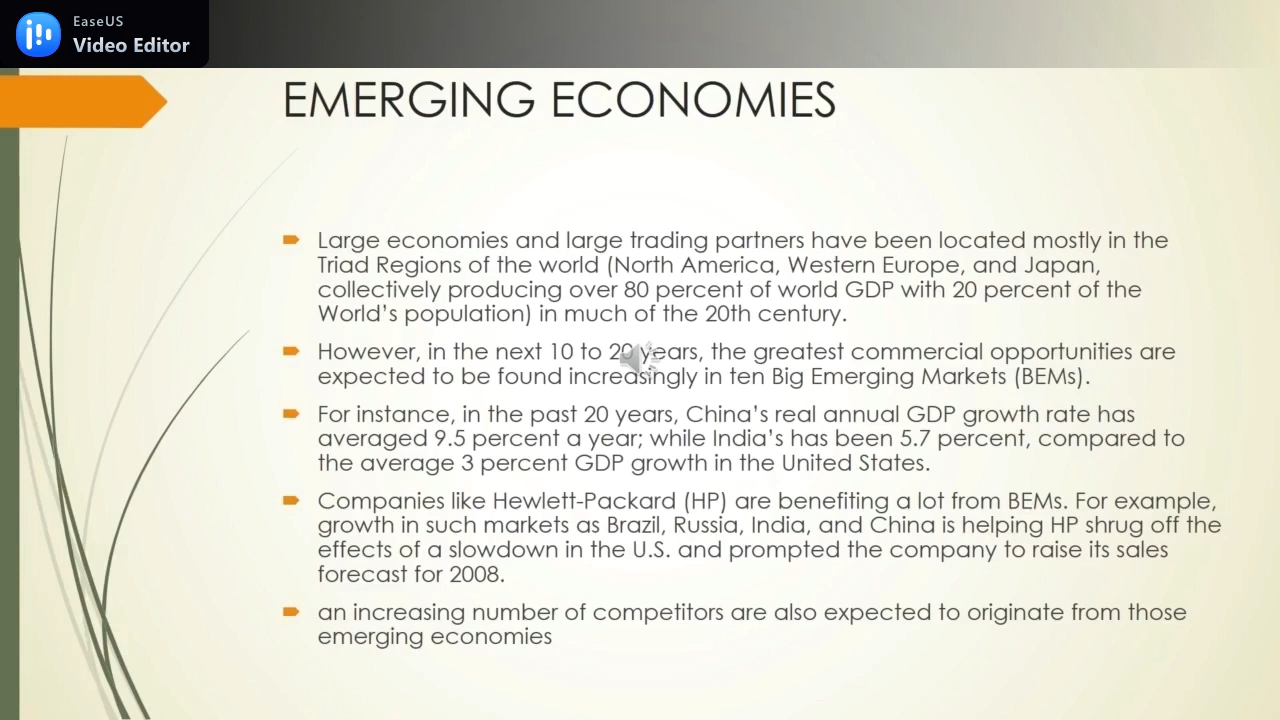 EaseUS
Video Editor
EMERGING ECONOMIES
Large economies and large trading partners have been located mostly in the
Triad Regions of the world (North America, Western Europe, and Japan,
collectively producing over 80 percent of world GDP with 20 percent of the
World's population) in much of the 20th century.
However, in the next 10 to 20 years, the greatest commercial opportunities are
expected to be found increasingly in ten Big Emerging Markets (BEMs).
For instance, in the past 20 years, China's real annual GDP growth rate has
averaged 9.5 percent a year; while India's has been 5.7 percent, compared to
the average 3 percent GDP growth in the United States.
Companies like Hewlett-Packard (HP) are benefiting a lot from BEMs. For example,
growth in such markets as Brazil, Russia, India, and China is helping HP shrug off the
effects of a slowdown in the U.S. and prompted the company to raise its sales
forecast for 2008.
an increasing number of competitors are also expected to originate from those
emerging economies